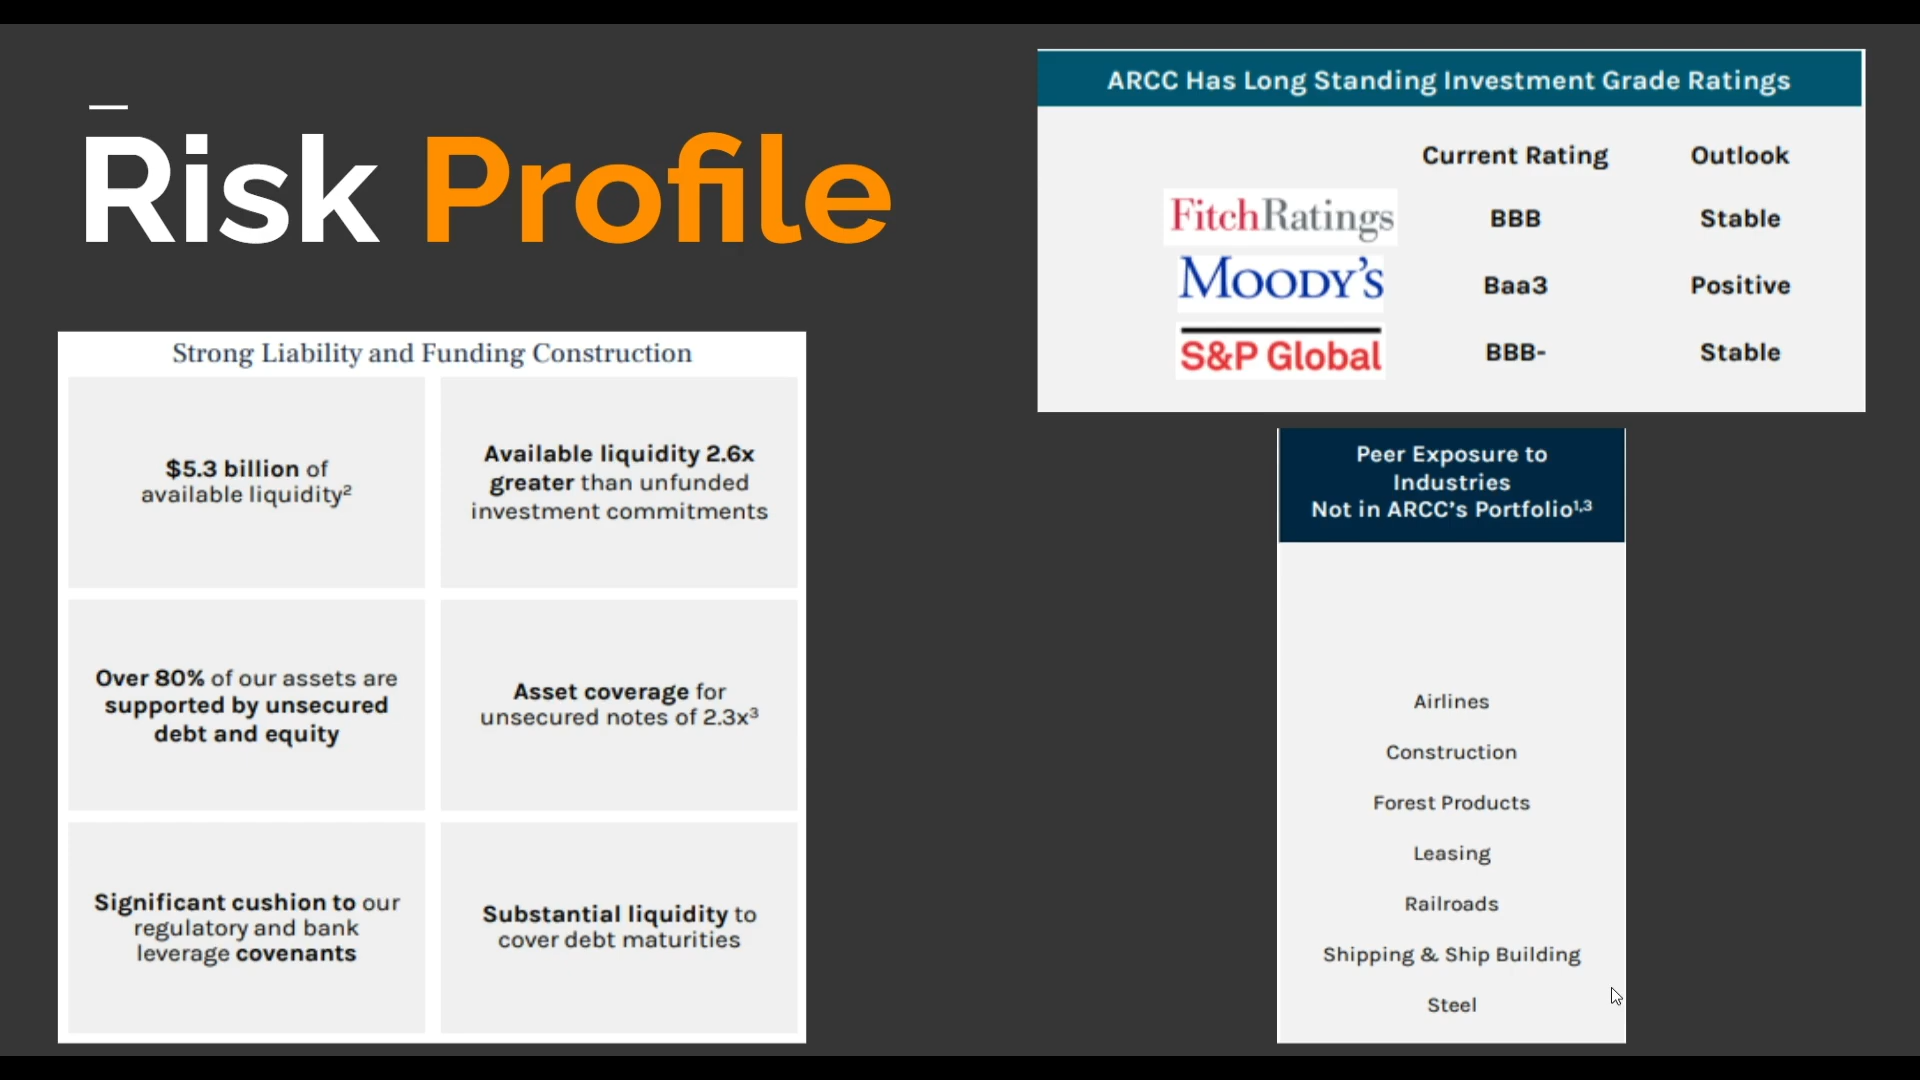 Risk Profile
ARCC Has Long Standing Investment Grade Ratings
Current Rating Outlook
FitchRatings BBB Stable
MOODY'S Baa3 Positive
S&P Global BBB- Stable
Strong Liability and Funding Construction
$5.3 billion of
available liquidity²
Available liquidity 2.6x
greater than unfunded
investment commitments
Over 80% of our assets are
supported by unsecured
debt and equity
Asset coverage for
unsecured notes of 2.3x³
Significant cushion to our
regulatory and bank
leverage covenants
Substantial liquidity to
cover debt maturities
Peer Exposure to
Industries
Not in ARCC's Portfolio¹,³
Airlines
Construction
Forest Products
Leasing
Railroads
Shipping & Ship Building
Steel